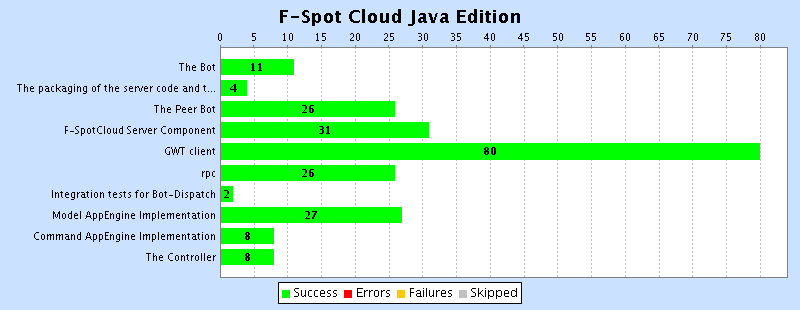 F-Spot Cloud Java Edition
0 5 10 15 20 25 30 35 40 45 50 55 60 65 70 75 80
The Bot 11
The packaging of the server code and t... 4
The Peer Bot 26
F-SpotCloud Server Component 31
GWT client 80
rpc 26
Integration tests for Bot-Dispatch 2
Model AppEngine Implementation 27
Command AppEngine Implementation 8
The Controller 8
Success Errors Failures Skipped